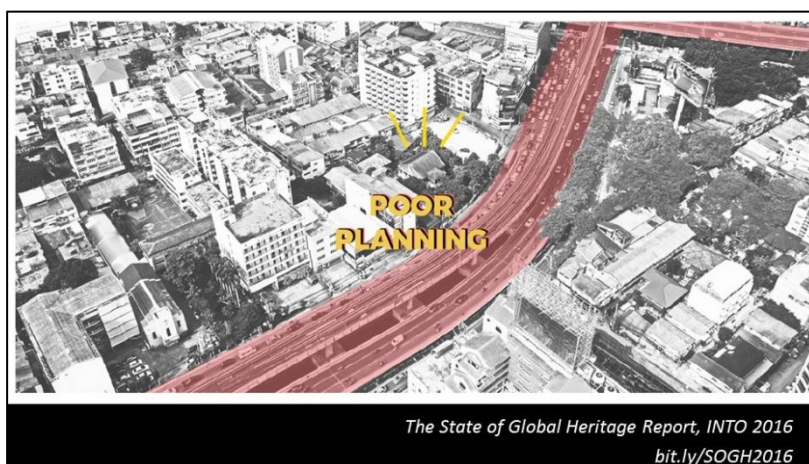 POOR
PLANNING
The State of Global Heritage Report, INTO 2016
bit.ly/SOGH2016